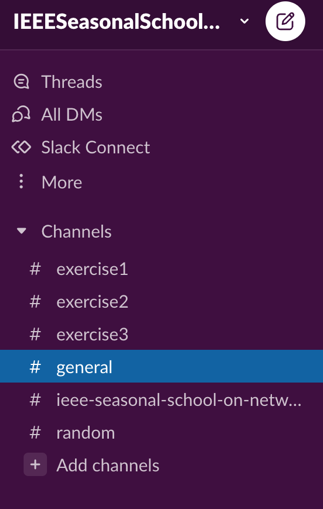 IEEESeasonalSchool...
Threads
All DMs
Slack Connect
More
Channels
# exercise1
# exercise2
# exercise3
# general
# ieee-seasonal-school-on-netw...
# random
+ Add channels